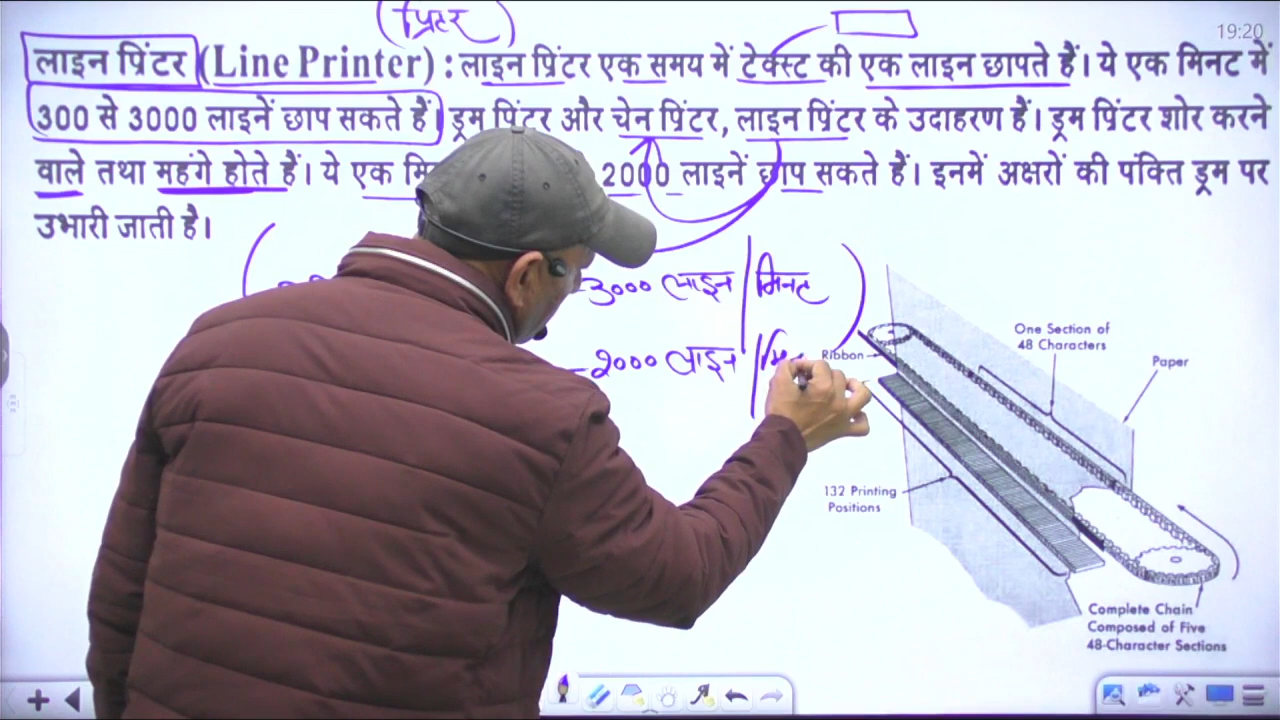 (प्रिंटर)
19:20
लाइन प्रिंटर (Line Printer) : लाइन प्रिंटर एक समय में टेक्स्ट की एक लाइन छापते हैं। ये एक मिनट में
300 से 3000 लाइनें छाप सकते हैं। ड्रम प्रिंटर और चेन प्रिंटर, लाइन प्रिंटर के उदाहरण हैं। ड्रम प्रिंटर शोर करने
वाले तथा महंगे होते हैं। ये एक 2000 लाइनें छाप सकते हैं। इनमें अक्षरों की पंक्ति ड्रम पर
उभारी जाती है।
-3000 लाइन/मिनट
-2000 लाइन/
Ribbon
One Section of
48 Characters
Paper
132 Printing
Positions
Complete Chain
Composed of Five
48-Character Sections